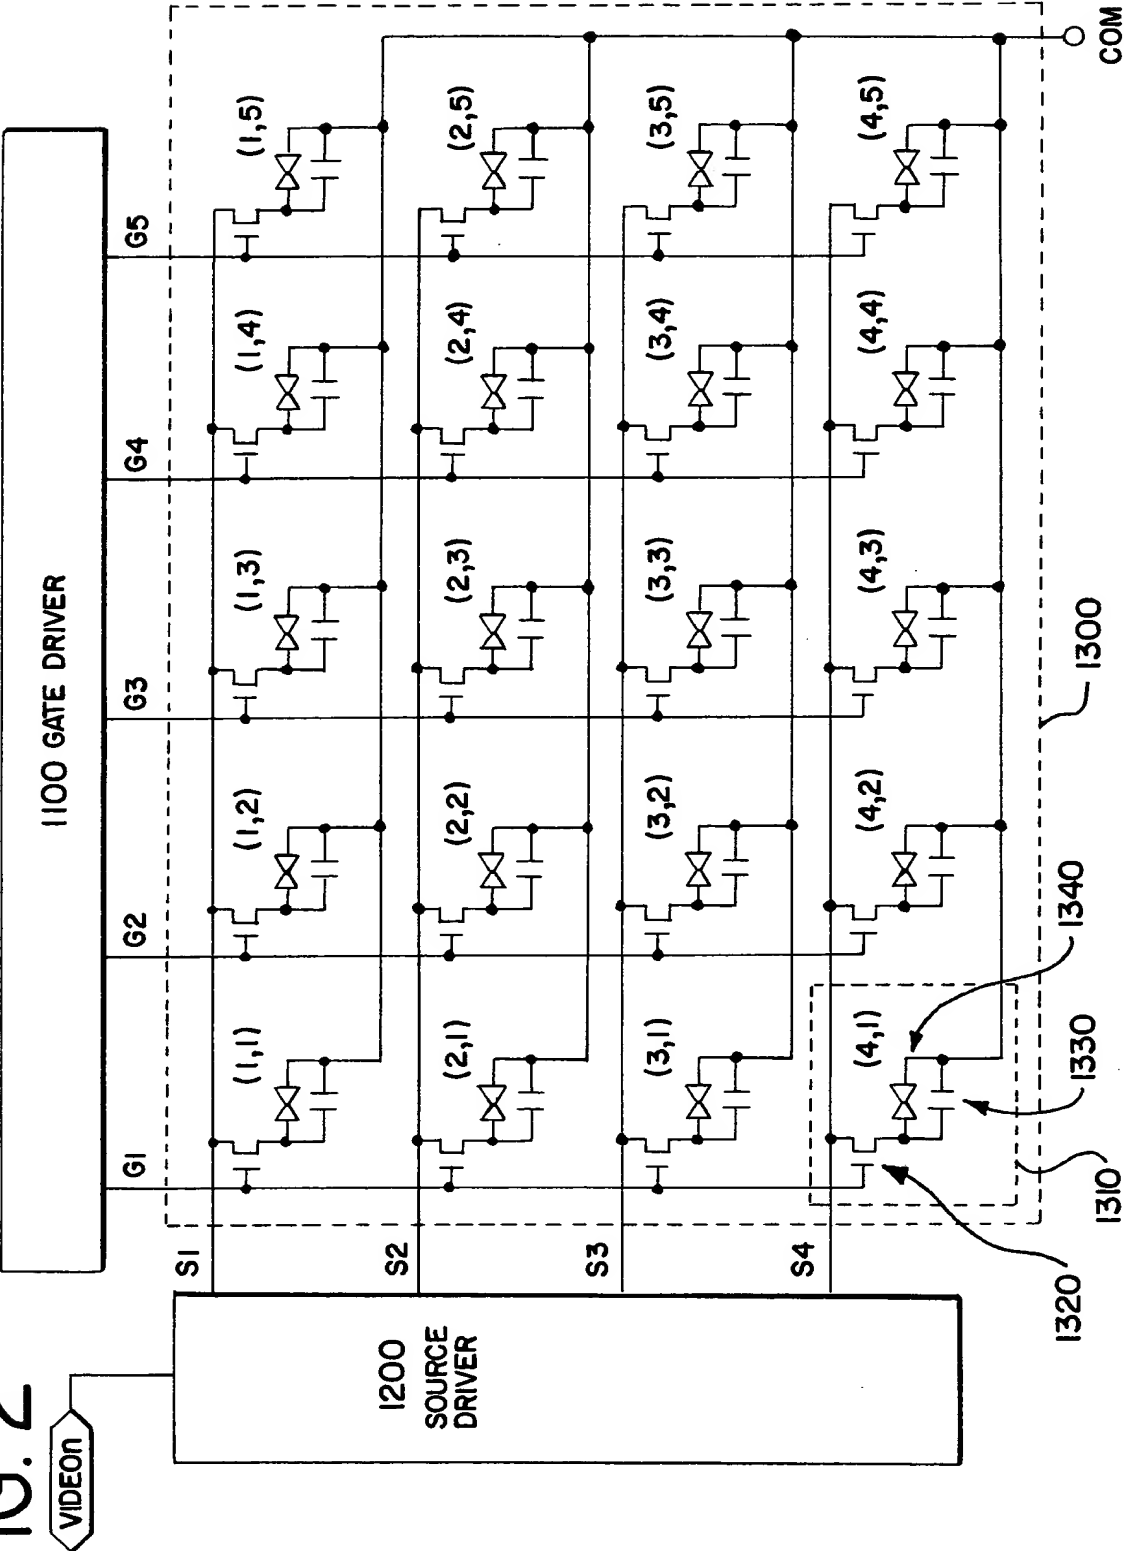 IG. 2
VIDEOn
1100 GATE DRIVER
G1 G2 G3 G4 G5
S1
(1,1) (1,2) (1,3) (1,4) (1,5)
1200
SOURCE
DRIVER
S2
(2,1) (2,2) (2,3) (2,4) (2,5)
S3
(3,1) (3,2) (3,3) (3,4) (3,5)
S4
(4,1) (4,2) (4,3) (4,4) (4,5)
1320
1310
1330
1340
1300
COM